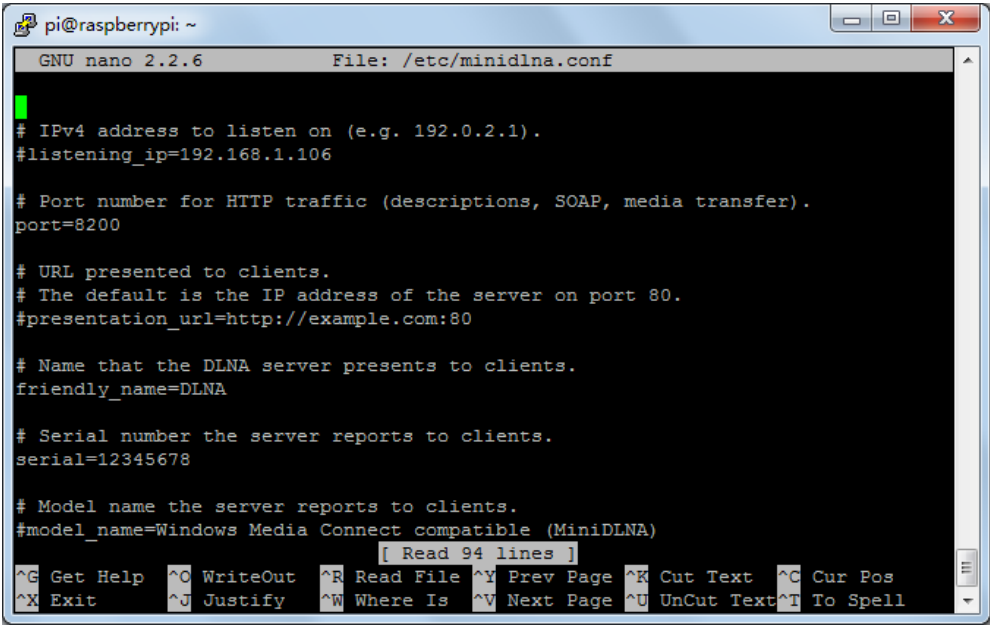 pi@raspberrypi: ~
GNU nano 2.2.6 File: /etc/minidlna.conf
# IPv4 address to listen on (e.g. 192.0.2.1).
#listening_ip=192.168.1.106
# Port number for HTTP traffic (descriptions, SOAP, media transfer).
port=8200
# URL presented to clients.
# The default is the IP address of the server on port 80.
#presentation_url=http://example.com:80
# Name that the DLNA server presents to clients.
friendly_name=DLNA
# Serial number the server reports to clients.
serial=12345678
# Model name the server reports to clients.
#model_name=Windows Media Connect compatible (MiniDLNA)
[ Read 94 lines ]
^G Get Help ^O WriteOut ^R Read File ^Y Prev Page ^K Cut Text ^C Cur Pos
^X Exit ^J Justify ^W Where Is ^V Next Page ^U UnCut Text ^T To Spell